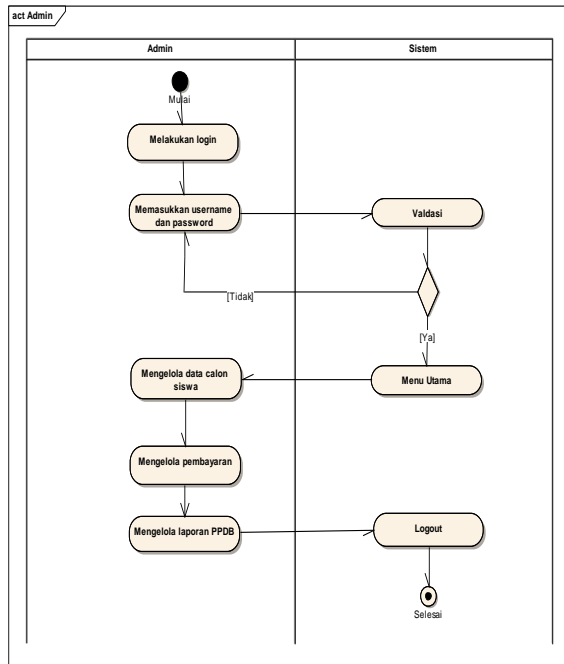 act Admin
Admin
Sistem
Mulai
Melakukan login
Memasukkan username
dan password
Valdasi
[Tidak]
[Ya]
Mengelola data calon
siswa
Menu Utama
Mengelola pembayaran
Mengelola laporan PPDB
Logout
Selesai